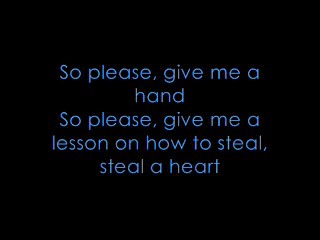 So please, give me a
hand
So please, give me a
lesson on how to steal,
steal a heart